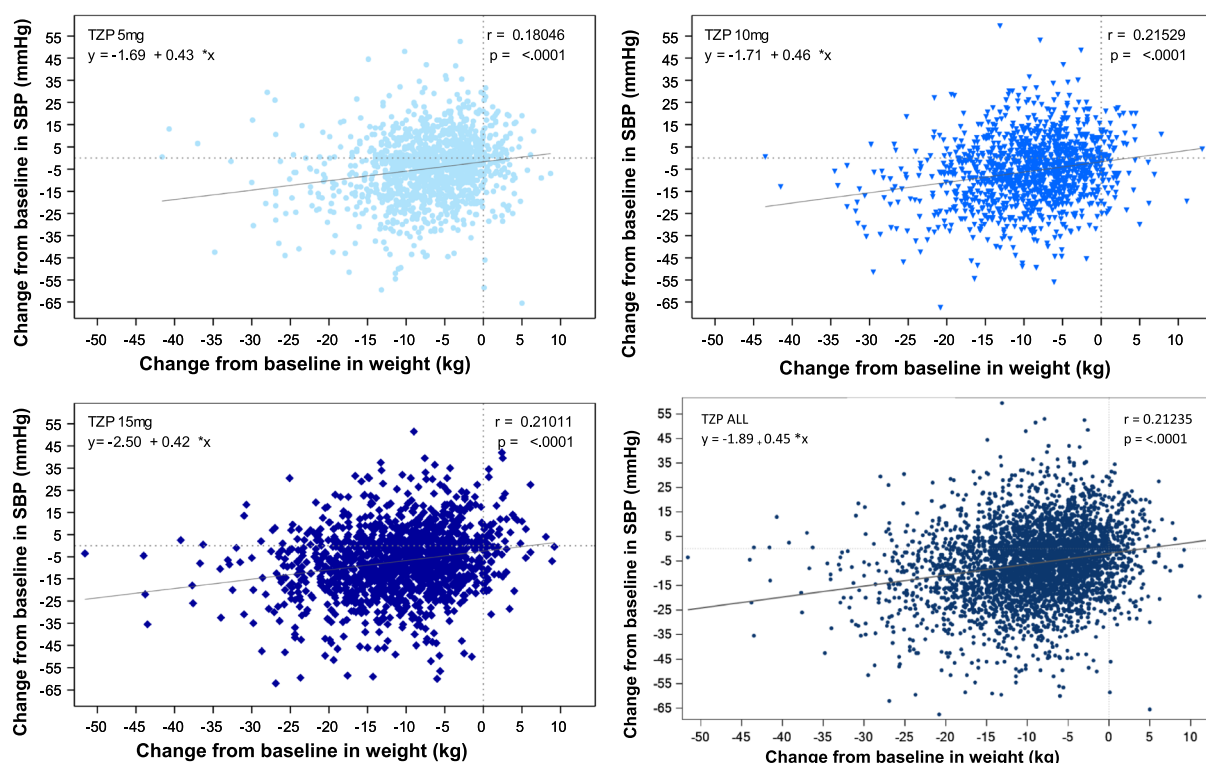 TZP 5mg
r = 0.18046
y = -1.69 + 0.43 *x
p = <.0001
Change from baseline in SBP (mmHg)
55
45
35
25
15
5
-5
-15
-25
-35
-45
-55
-65
-50 -45 -40 -35 -30 -25 -20 -15 -10 -5 0 5 10
Change from baseline in weight (kg)
TZP 10mg
r = 0.21529
y = -1.71 + 0.46 *x
p = <.0001
Change from baseline in SBP (mmHg)
55
45
35
25
15
5
-5
-15
-25
-35
-45
-55
-65
-50 -45 -40 -35 -30 -25 -20 -15 -10 -5 0 5 10
Change from baseline in weight (kg)
TZP 15mg
r = 0.21011
y= -2.50 + 0.42 *x
p = <.0001
Change from baseline in SBP (mmHg)
55
45
35
25
15
5
-5
-15
-25
-35
-45
-55
-65
-50 -45 -40 -35 -30 -25 -20 -15 -10 -5 0 5 10
Change from baseline in weight (kg)
TZP ALL
r = 0.21235
y = -1.89 + 0.45 *x
p = <.0001
Change from baseline in SBP (mmHg)
55
45
35
25
15
5
-5
-15
-25
-35
-45
-55
-65
-50 -45 -40 -35 -30 -25 -20 -15 -10 -5 0 5 10
Change from baseline in weight (kg)